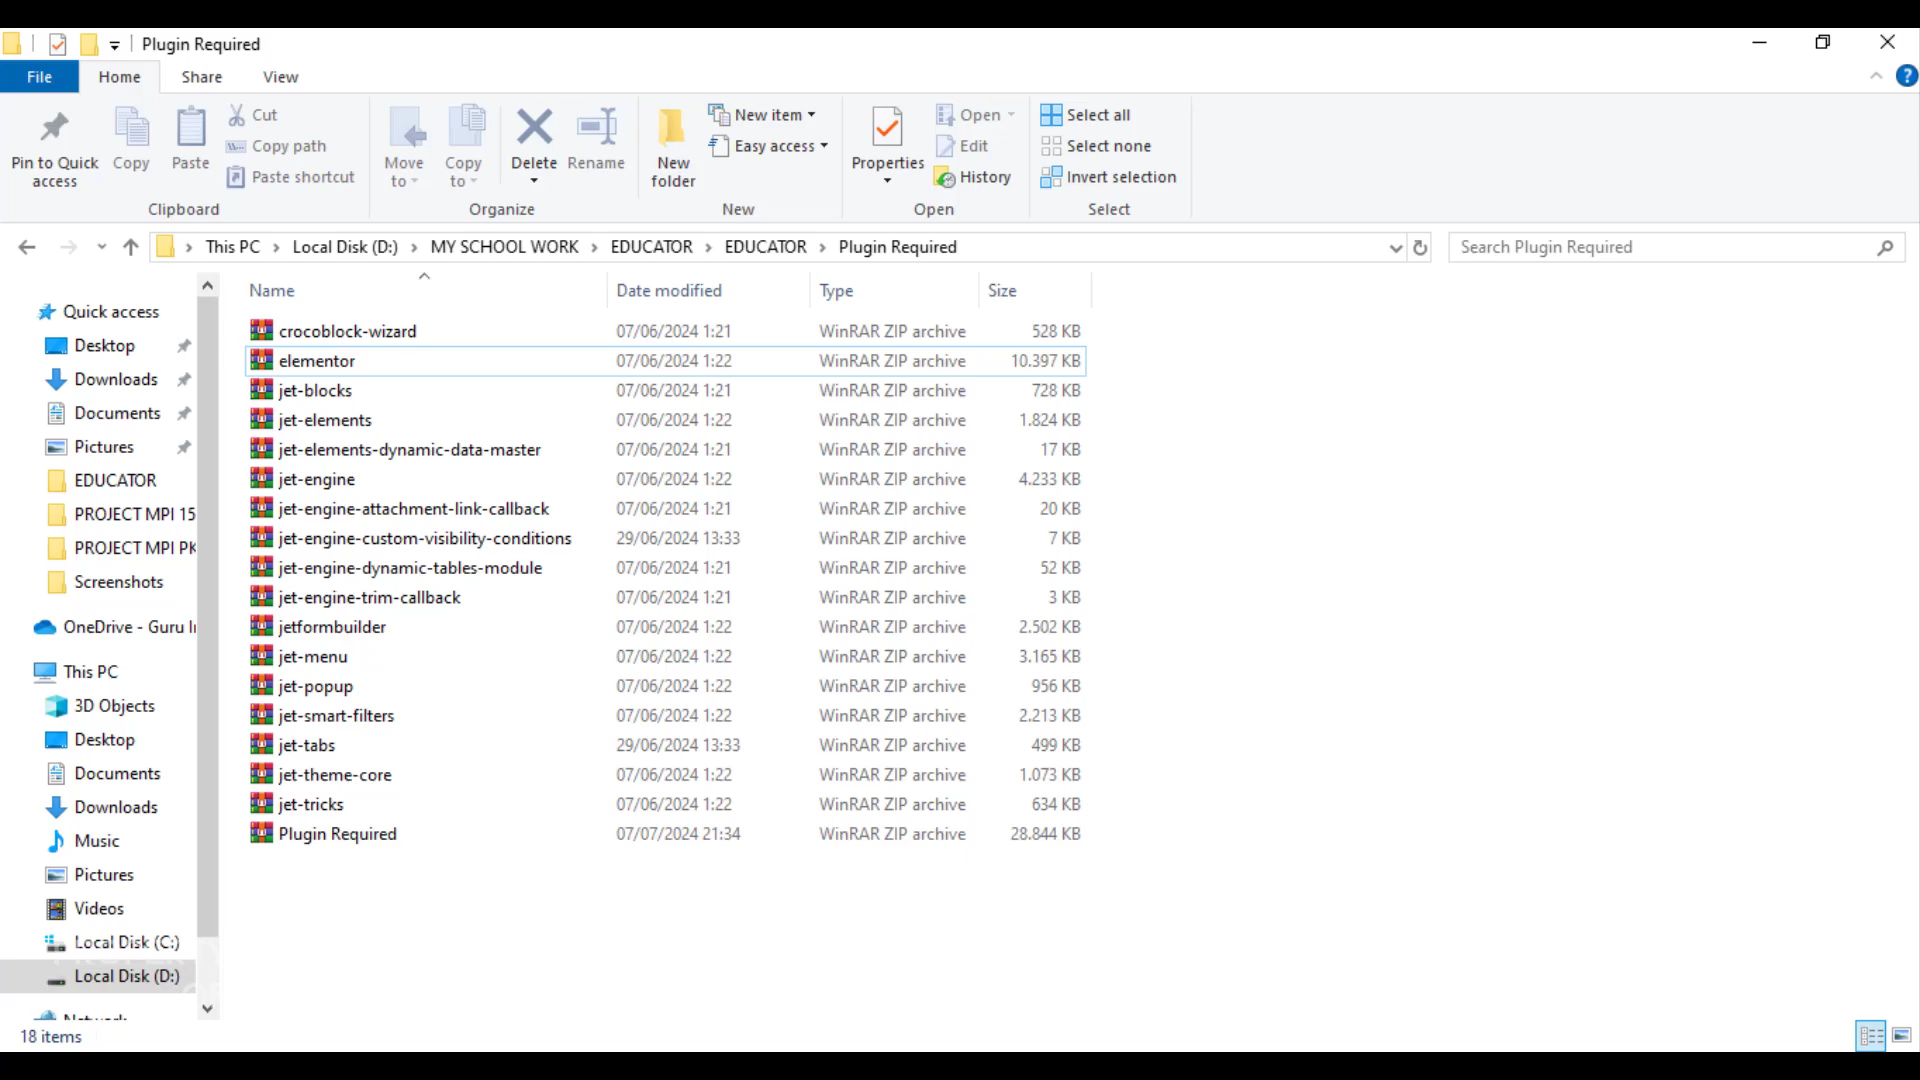 Plugin Required
File Home Share View
Pin to Quick access
Copy
Paste
Cut
Copy path
Paste shortcut
Clipboard
Move to
Copy to
Delete
Rename
Organize
New folder
New item
Easy access
New
Properties
Open
Edit
History
Open
Select all
Select none
Invert selection
Select
This PC > Local Disk (D:) > MY SCHOOL WORK > EDUCATOR > EDUCATOR > Plugin Required
Search Plugin Required
Quick access
Desktop
Downloads
Documents
Pictures
EDUCATOR
PROJECT MPI 15
PROJECT MPI PK
Screenshots
OneDrive - Guru
This PC
3D Objects
Desktop
Documents
Downloads
Music
Pictures
Videos
Local Disk (C:)
Local Disk (D:)
Network
Name Date modified Type Size
crocoblock-wizard 07/06/2024 1:21 WinRAR ZIP archive 528 KB
elementor 07/06/2024 1:22 WinRAR ZIP archive 10.397 KB
jet-blocks 07/06/2024 1:21 WinRAR ZIP archive 728 KB
jet-elements 07/06/2024 1:22 WinRAR ZIP archive 1.824 KB
jet-elements-dynamic-data-master 07/06/2024 1:21 WinRAR ZIP archive 17 KB
jet-engine 07/06/2024 1:22 WinRAR ZIP archive 4.233 KB
jet-engine-attachment-link-callback 07/06/2024 1:21 WinRAR ZIP archive 20 KB
jet-engine-custom-visibility-conditions 29/06/2024 13:33 WinRAR ZIP archive 7 KB
jet-engine-dynamic-tables-module 07/06/2024 1:21 WinRAR ZIP archive 52 KB
jet-engine-trim-callback 07/06/2024 1:21 WinRAR ZIP archive 3 KB
jetformbuilder 07/06/2024 1:22 WinRAR ZIP archive 2.502 KB
jet-menu 07/06/2024 1:22 WinRAR ZIP archive 3.165 KB
jet-popup 07/06/2024 1:22 WinRAR ZIP archive 956 KB
jet-smart-filters 07/06/2024 1:22 WinRAR ZIP archive 2.213 KB
jet-tabs 29/06/2024 13:33 WinRAR ZIP archive 499 KB
jet-theme-core 07/06/2024 1:22 WinRAR ZIP archive 1.073 KB
jet-tricks 07/06/2024 1:22 WinRAR ZIP archive 634 KB
Plugin Required 07/07/2024 21:34 WinRAR ZIP archive 28.844 KB
18 items